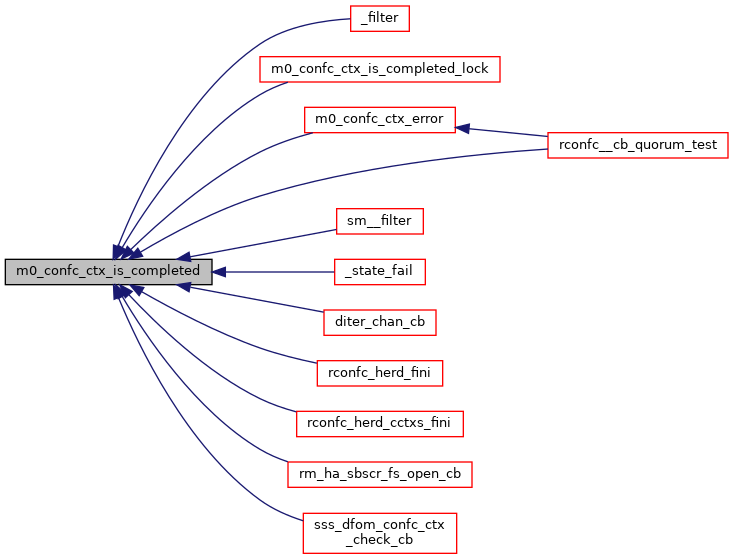 _filter
m0_confc_ctx_is_completed_lock
m0_confc_ctx_error
rconfc__cb_quorum_test
sm__filter
m0_confc_ctx_is_completed
_state_fail
diter_chan_cb
rconfc_herd_fini
rconfc_herd_cctxs_fini
rm_ha_sbscr_fs_open_cb
sss_dfom_confc_ctx
_check_cb